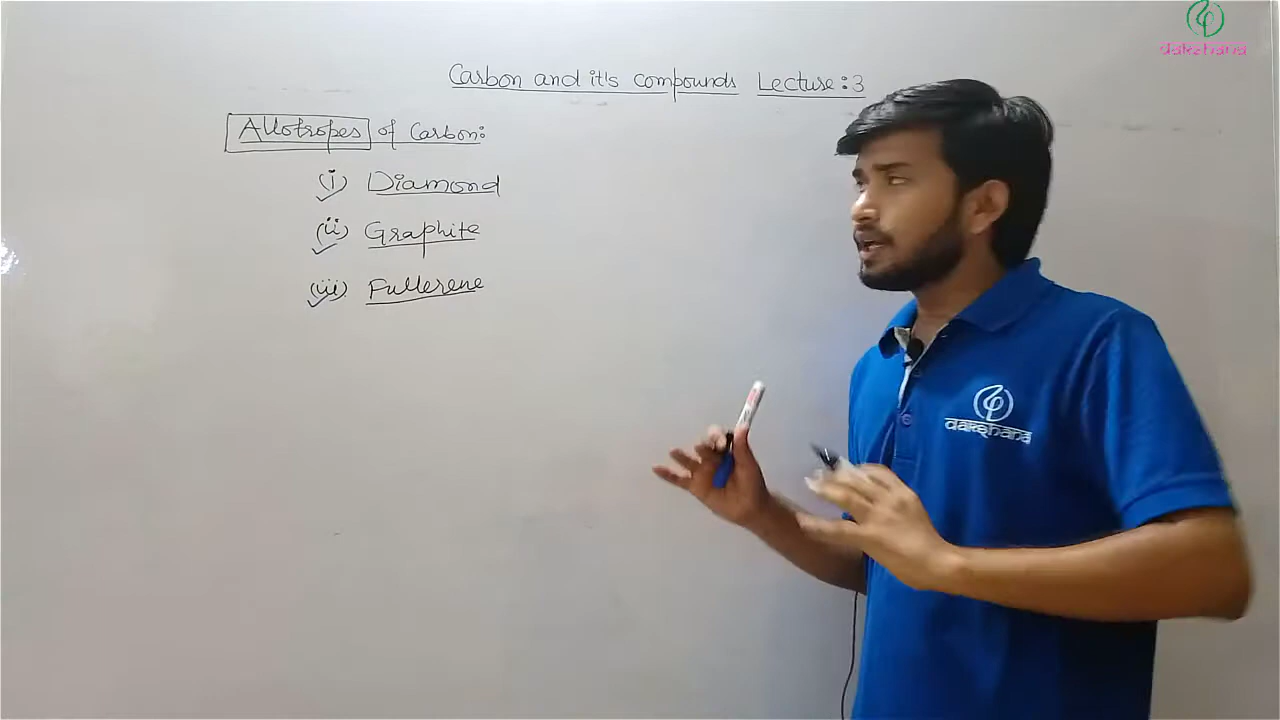 dakshana
Carbon and it's compounds Lecture:3
Allotropes of Carbon:
(i) Diamond
(ii) Graphite
(iii) Fullerene
dakshana